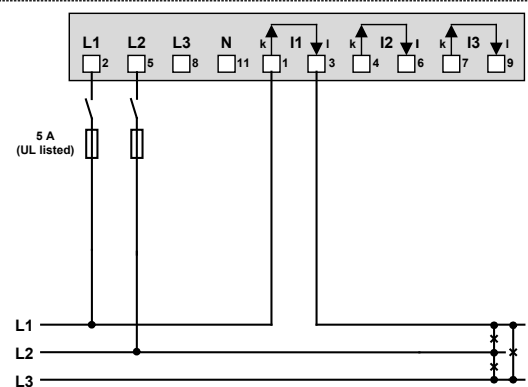 L1 L2 L3 N k I1 l k I2 l k I3 l
2 5 8 11 1 3 4 6 7 9
5 A
(UL listed)
L1
L2
L3